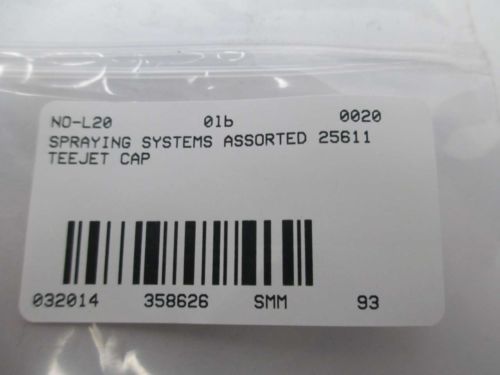 NO-L20 01b 0020
SPRAYING SYSTEMS ASSORTED 25611
TEEJET CAP
032014 358626 SMM 93